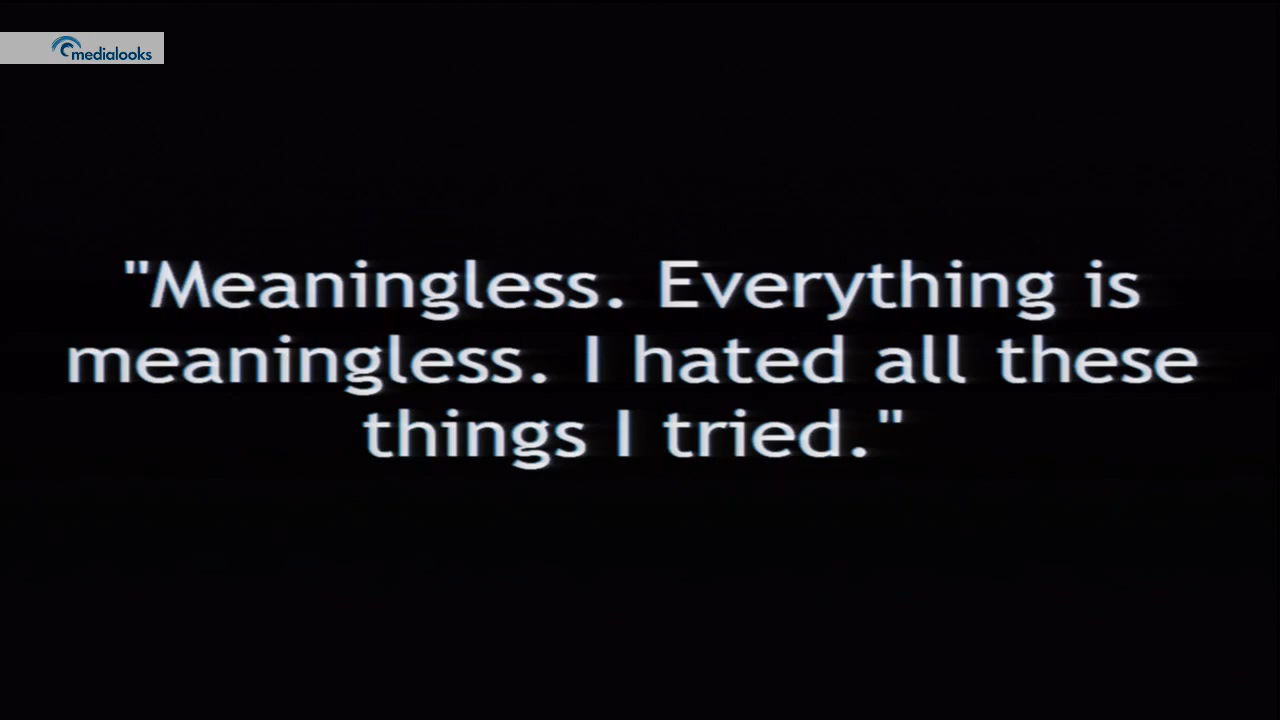 medialooks
"Meaningless. Everything is
meaningless. I hated all these
things I tried."